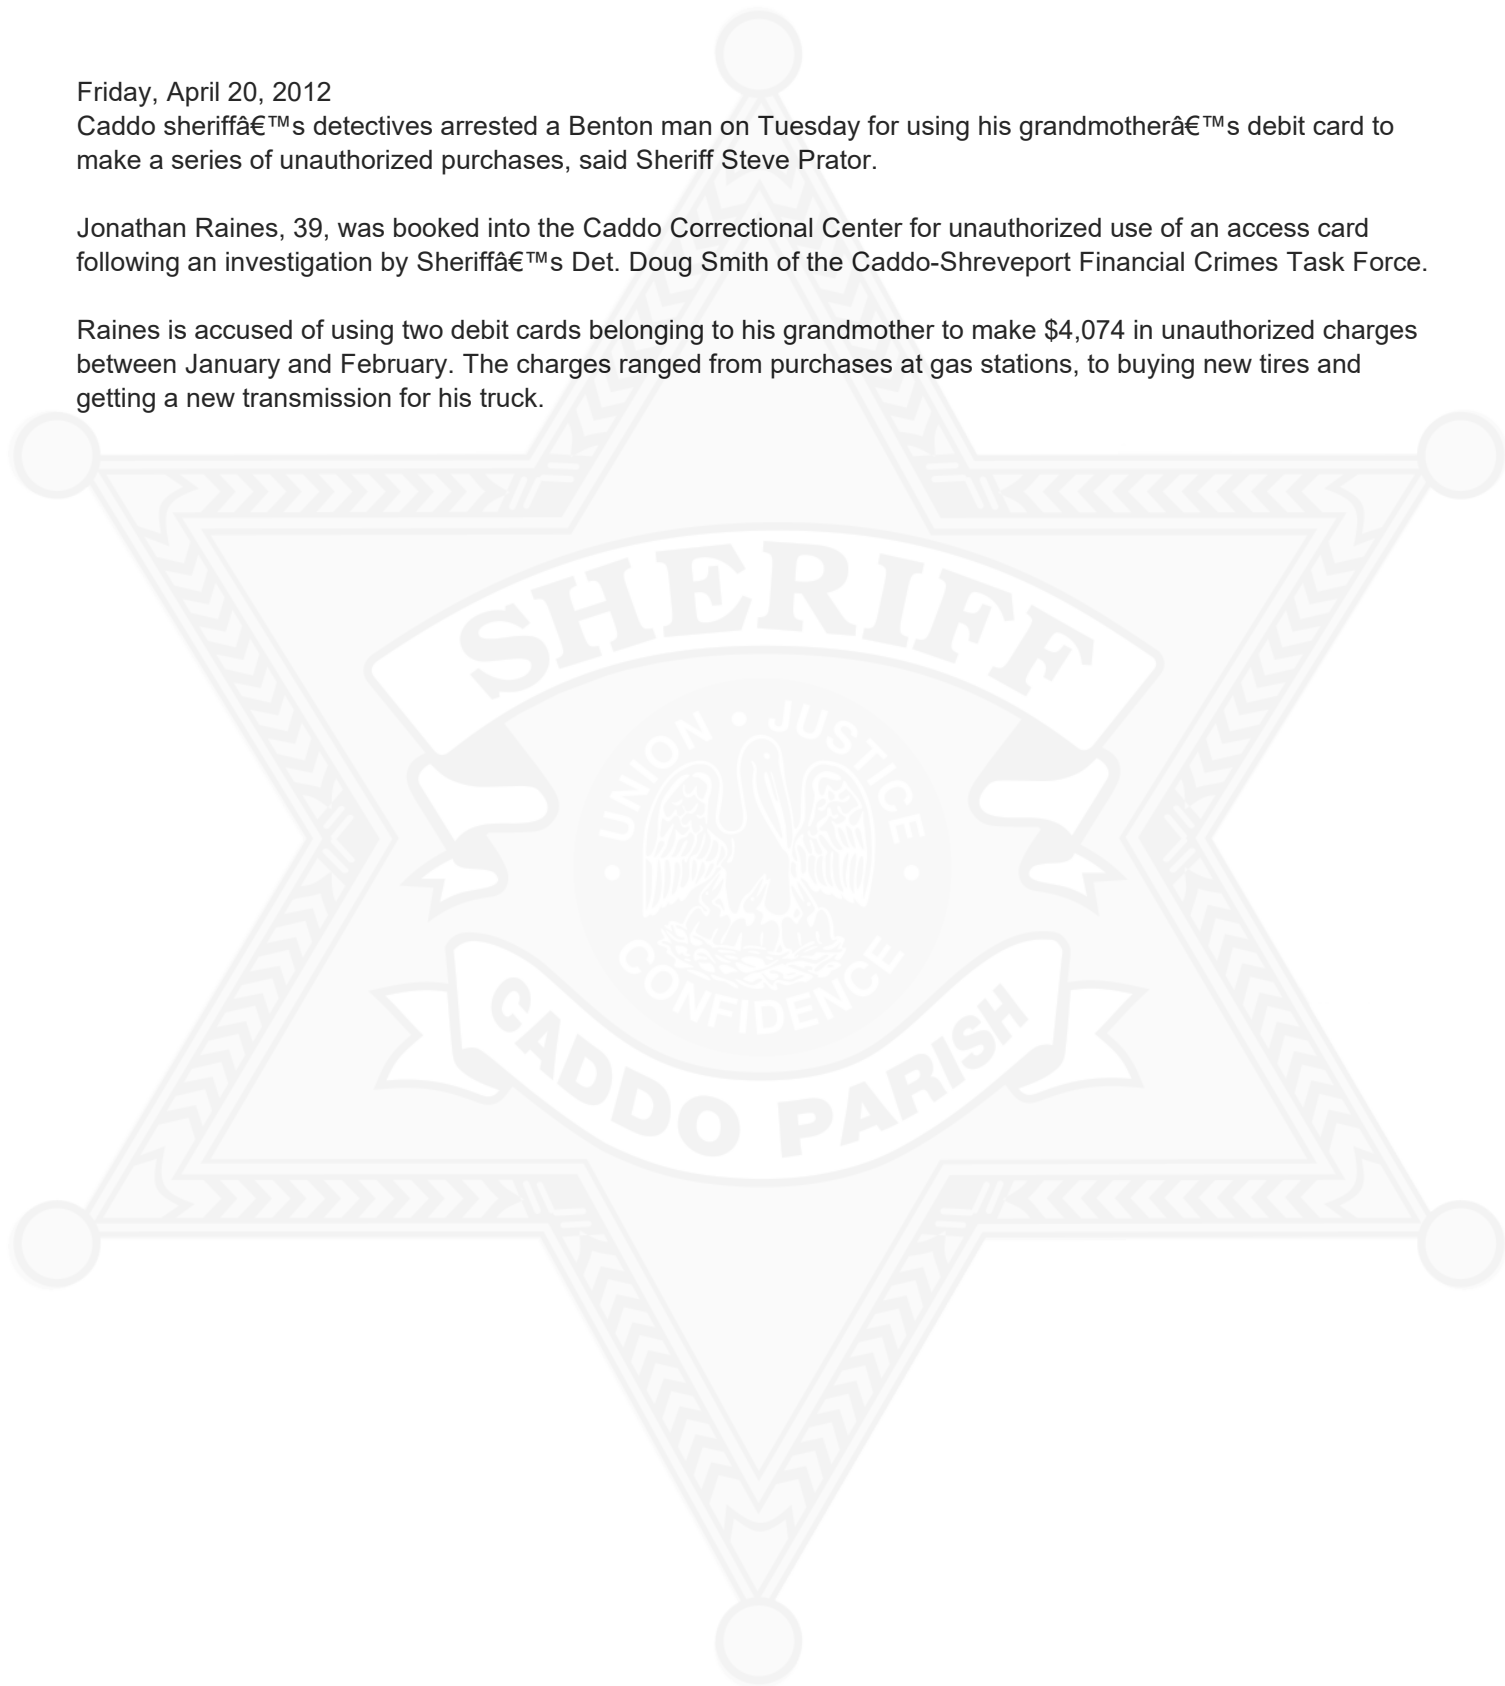 Friday, April 20, 2012
Caddo sheriffâ€™s detectives arrested a Benton man on Tuesday for using his grandmotherâ€™s debit card to
make a series of unauthorized purchases, said Sheriff Steve Prator.
Jonathan Raines, 39, was booked into the Caddo Correctional Center for unauthorized use of an access card
following an investigation by Sheriffâ€™s Det. Doug Smith of the Caddo-Shreveport Financial Crimes Task Force.
Raines is accused of using two debit cards belonging to his grandmother to make $4,074 in unauthorized charges
between January and February. The charges ranged from purchases at gas stations, to buying new tires and
getting a new transmission for his truck.
SHERIFF
UNION • JUSTICE
• CONFIDENCE •
CADDO PARISH